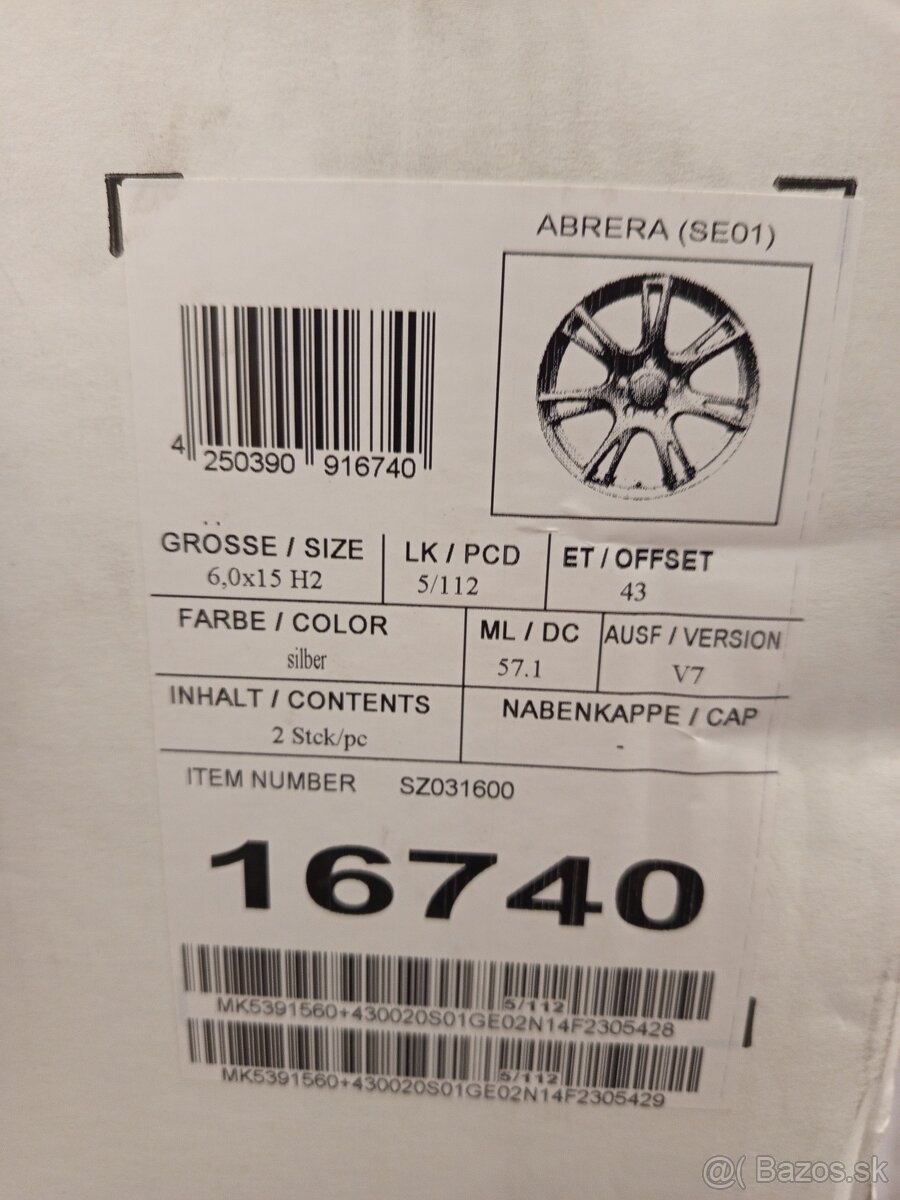 ABRERA (SE01)
4 250390 916740
GRÖSSE / SIZE
6,0x15 H2
LK / PCD
5/112
ET / OFFSET
43
FARBE / COLOR
silber
ML / DC
57.1
AUSF / VERSION
V7
INHALT / CONTENTS
2 Stck/pc
NABENKAPPE / CAP
-
ITEM NUMBER SZ031600
16740
5/112
MK5391560+430020S01GE02N14F2305428
5/112
MK5391560+430020S01GE02N14F2305429
@( Bazos.sk